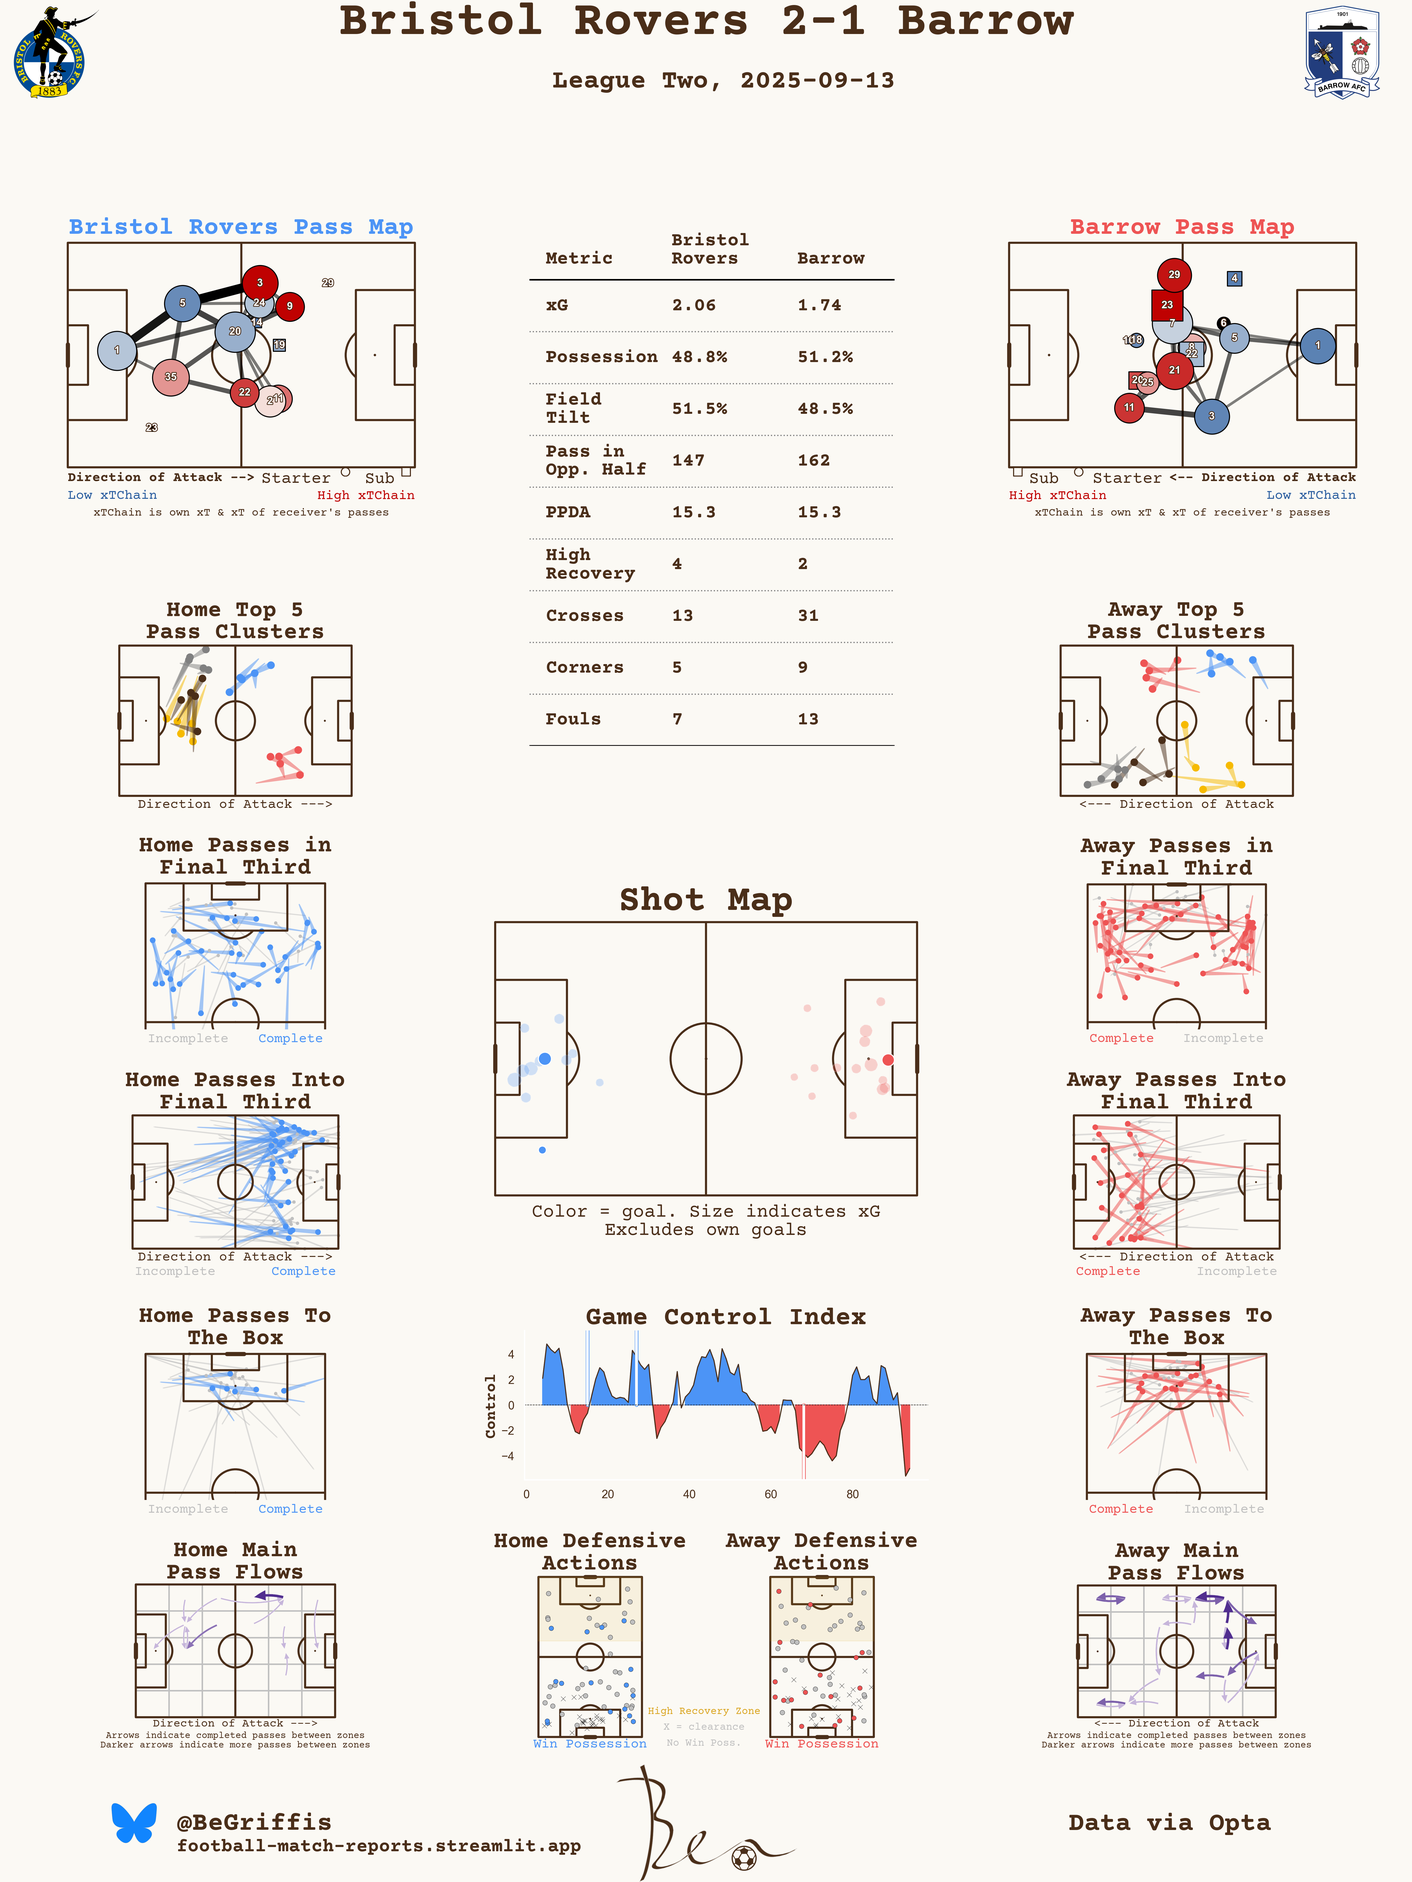 Bristol Rovers 2-1 Barrow
League Two, 2025-09-13
BRISTOL ROVERS F.C.
1883
1901
BARROW AFC
Bristol Rovers Pass Map
3
29
5
24
9
14
20
19
1
35
22
2
11
23
Direction of Attack --> Starter Sub
Low xTChain High xTChain
xTChain is own xT & xT of receiver's passes
Metric Bristol Rovers Barrow
xG 2.06 1.74
Possession 48.8% 51.2%
Field Tilt 51.5% 48.5%
Pass in Opp. Half 147 162
PPDA 15.3 15.3
High Recovery 4 2
Crosses 13 31
Corners 5 9
Fouls 7 13
Barrow Pass Map
29
4
23
7
6
5
18
8
22
1
21
20
25
11
3
Sub Starter <-- Direction of Attack
High xTChain Low xTChain
xTChain is own xT & xT of receiver's passes
Home Top 5
Pass Clusters
Direction of Attack --->
Away Top 5
Pass Clusters
<--- Direction of Attack
Home Passes in
Final Third
Incomplete Complete
Away Passes in
Final Third
Complete Incomplete
Shot Map
Color = goal. Size indicates xG
Excludes own goals
Home Passes Into
Final Third
Direction of Attack --->
Incomplete Complete
Away Passes Into
Final Third
<--- Direction of Attack
Complete Incomplete
Home Passes To
The Box
Incomplete Complete
Game Control Index
Control
4
2
0
−2
−4
0 20 40 60 80
Away Passes To
The Box
Complete Incomplete
Home Main
Pass Flows
Direction of Attack --->
Arrows indicate completed passes between zones
Darker arrows indicate more passes between zones
Home Defensive
Actions
Win Possession
High Recovery Zone
X = clearance
No Win Poss.
Away Defensive
Actions
Win Possession
Away Main
Pass Flows
<--- Direction of Attack
Arrows indicate completed passes between zones
Darker arrows indicate more passes between zones
@BeGriffis
football-match-reports.streamlit.app
Ben
Data via Opta